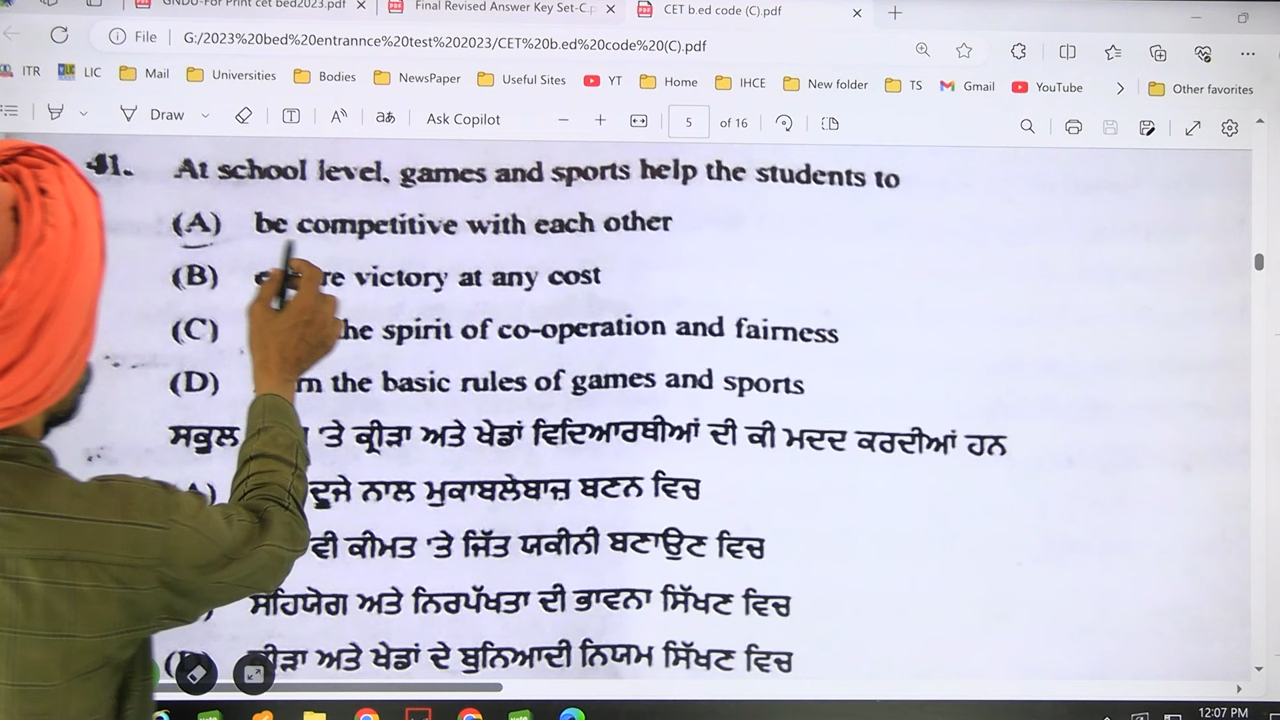 GNDU-For Print cet bed2023.pdf
Final Revised Answer Key Set-C.p
CET b.ed code (C).pdf
File G:/2023%20bed%20entrannce%20test%202023/CET%20b.ed%20code%20(C).pdf
ITR LIC Mail Universities Bodies NewsPaper Useful Sites YT Home IHCE New folder TS Gmail YouTube Other favorites
Draw Ask Copilot 5 of 16
41. At school level, games and sports help the students to
(A) be competitive with each other
(B) victory at any cost
(C) the spirit of co-operation and fairness
(D) the basic rules of games and sports
ਸਕੂਲ 'ਤੇ ਕ੍ਰੀੜਾ ਅਤੇ ਖੇਡਾਂ ਵਿਦਿਆਰਥੀਆਂ ਦੀ ਕੀ ਮਦਦ ਕਰਦੀਆਂ ਹਨ
ਦੂਜੇ ਨਾਲ ਮੁਕਾਬਲੇਬਾਜ਼ ਬਣਨ ਵਿਚ
ਵੀ ਕੀਮਤ 'ਤੇ ਜਿੱਤ ਯਕੀਨੀ ਬਣਾਉਣ ਵਿਚ
ਸਹਿਯੋਗ ਅਤੇ ਨਿਰਪੱਖਤਾ ਦੀ ਭਾਵਨਾ ਸਿੱਖਣ ਵਿਚ
ਅਤੇ ਖੇਡਾਂ ਦੇ ਬੁਨਿਆਦੀ ਨਿਯਮ ਸਿੱਖਣ ਵਿਚ
12:07 PM